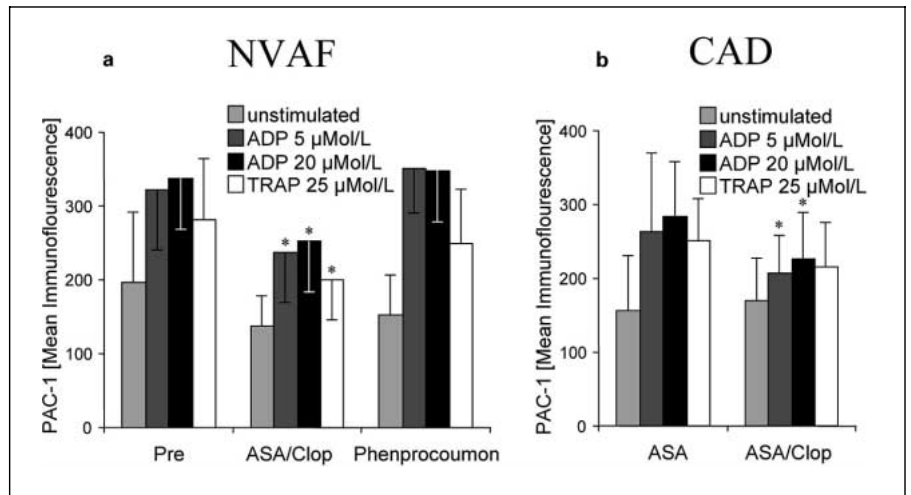 a NVAF
unstimulated
ADP 5 µMol/L
ADP 20 µMol/L
TRAP 25 µMol/L
PAC-1 [Mean Immunoflourescence]
400
300
200
100
0
* * *
Pre ASA/Clop Phenprocoumon
b CAD
unstimulated
ADP 5 µMol/L
ADP 20 µMol/L
TRAP 25 µMol/L
PAC-1 [Mean Immunoflourescence]
400
300
200
100
0
* *
ASA ASA/Clop